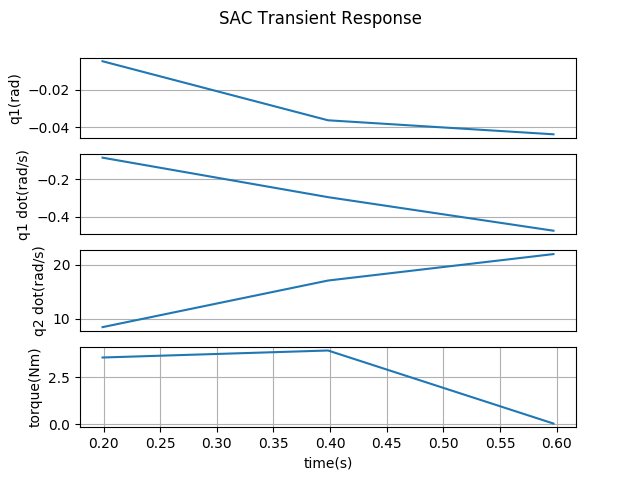 SAC Transient Response
q1(rad)
−0.02
−0.04
q1 dot(rad/s)
−0.2
−0.4
q2 dot(rad/s)
20
10
torque(Nm)
2.5
0.0
0.20 0.25 0.30 0.35 0.40 0.45 0.50 0.55 0.60
time(s)